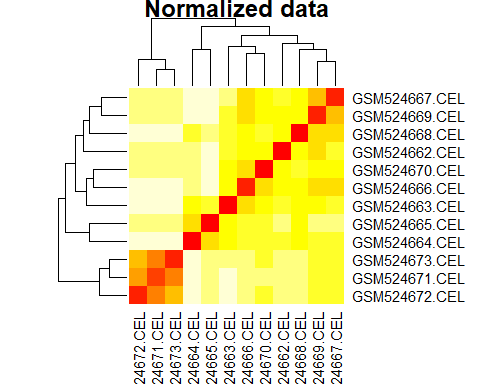 Normalized data
GSM524667.CEL
GSM524669.CEL
GSM524668.CEL
GSM524662.CEL
GSM524670.CEL
GSM524666.CEL
GSM524663.CEL
GSM524665.CEL
GSM524664.CEL
GSM524673.CEL
GSM524671.CEL
GSM524672.CEL
24672.CEL
24671.CEL
24673.CEL
24664.CEL
24665.CEL
24663.CEL
24666.CEL
24670.CEL
24662.CEL
24668.CEL
24669.CEL
24667.CEL